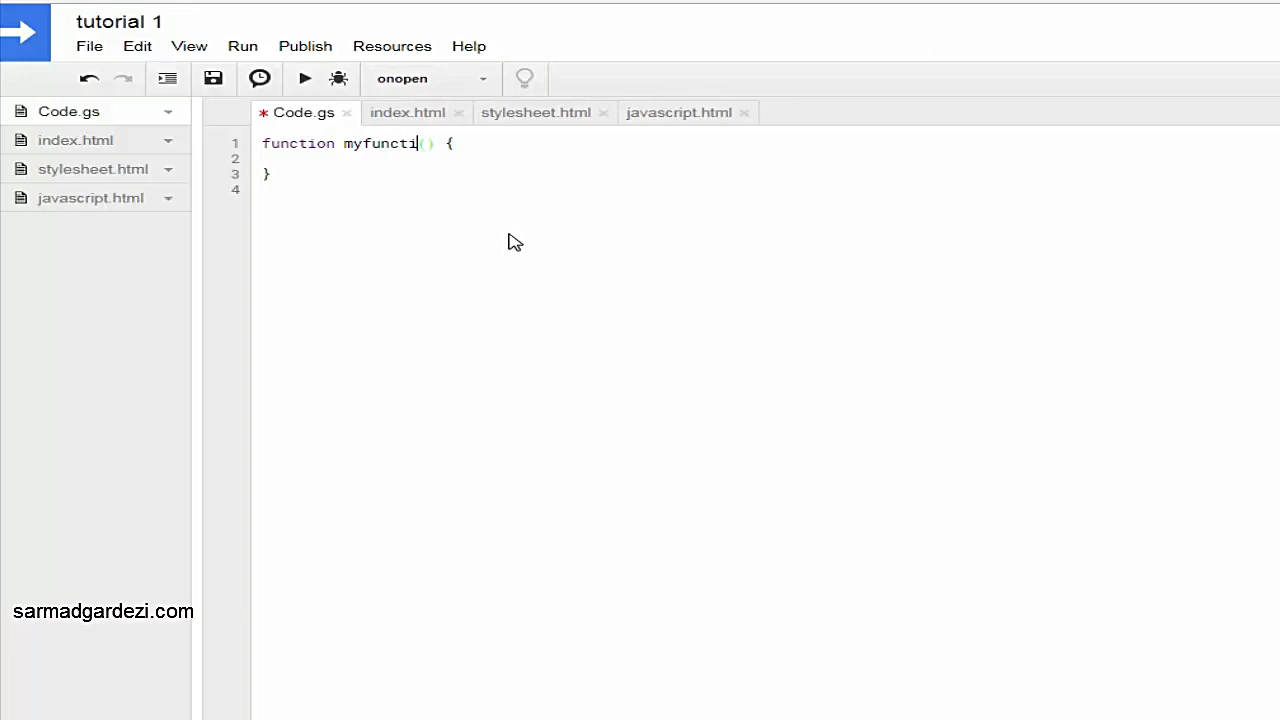 tutorial 1
File Edit View Run Publish Resources Help
onopen
Code.gs
index.html
stylesheet.html
javascript.html
* Code.gs × index.html × stylesheet.html × javascript.html ×
1 function myfuncti() {
2
3 }
4
sarmadgardezi.com